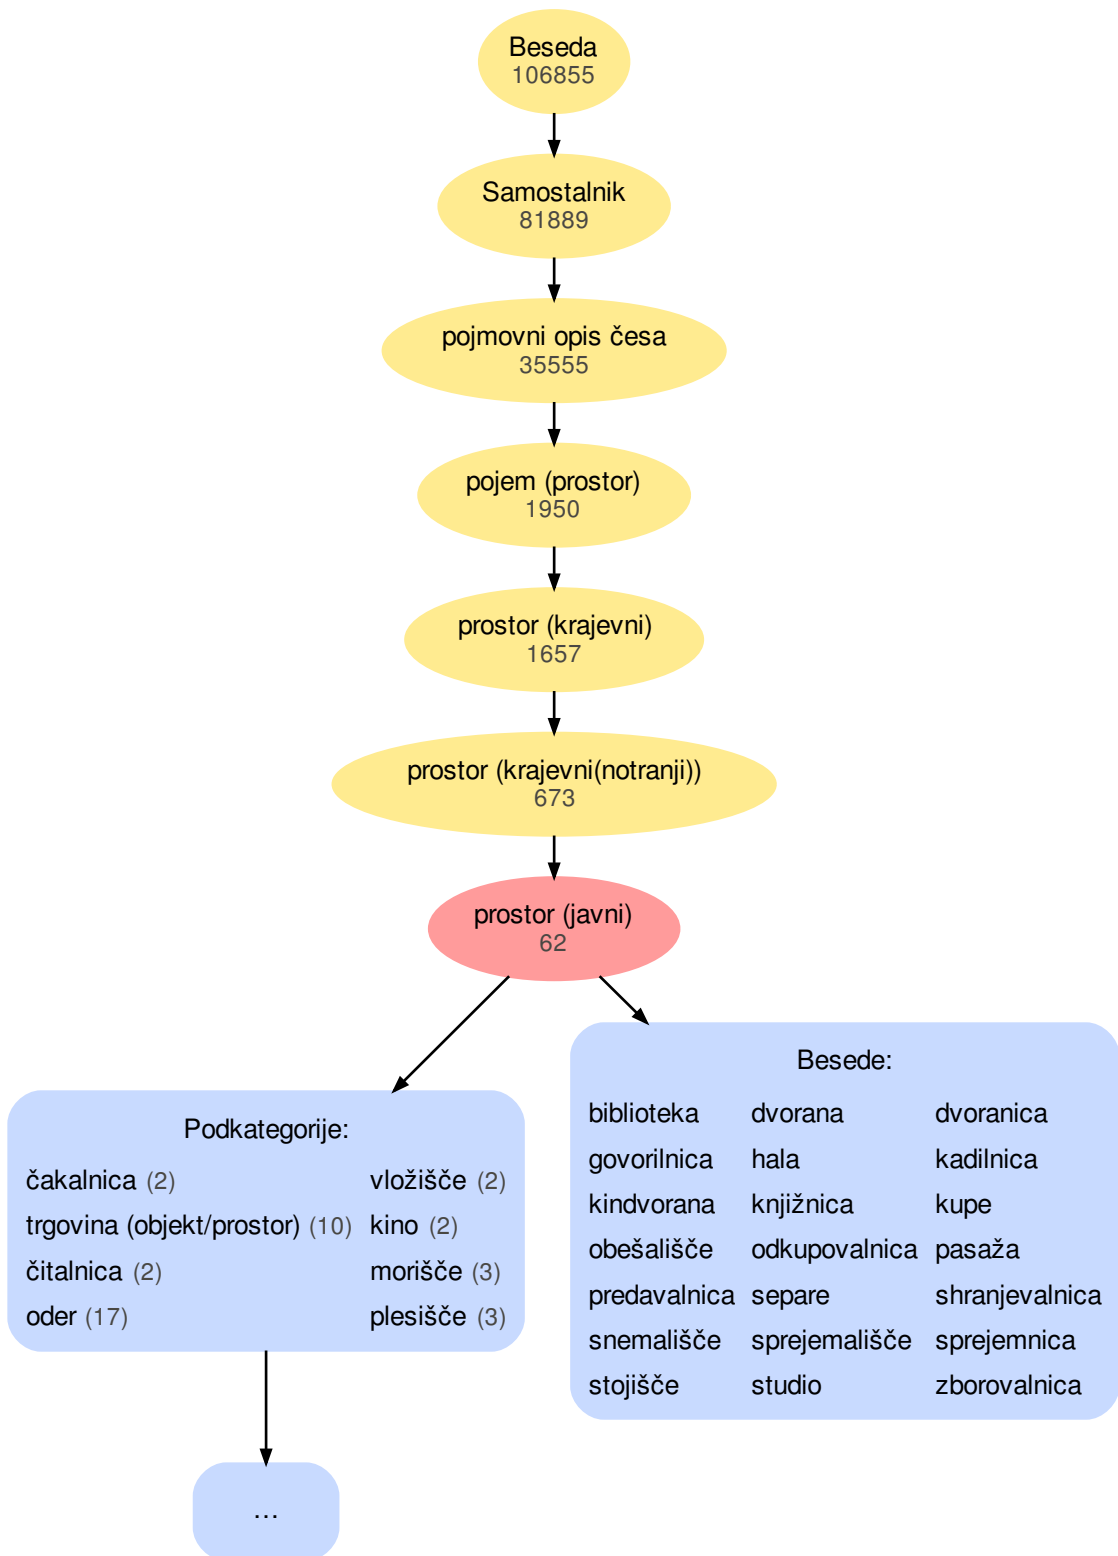 Beseda
106855
Samostalnik
81889
pojmovni opis česa
35555
pojem (prostor)
1950
prostor (krajevni)
1657
prostor (krajevni(notranji))
673
prostor (javni)
62
Podkategorije:
čakalnica (2) vložišče (2)
trgovina (objekt/prostor) (10) kino (2)
čitalnica (2) morišče (3)
oder (17) plesišče (3)
...
Besede:
biblioteka dvorana dvoranica
govorilnica hala kadilnica
kindvorana knjižnica kupe
obešališče odkupovalnica pasaža
predavalnica separe shranjevalnica
snemališče sprejemališče sprejemnica
stojišče studio zborovalnica